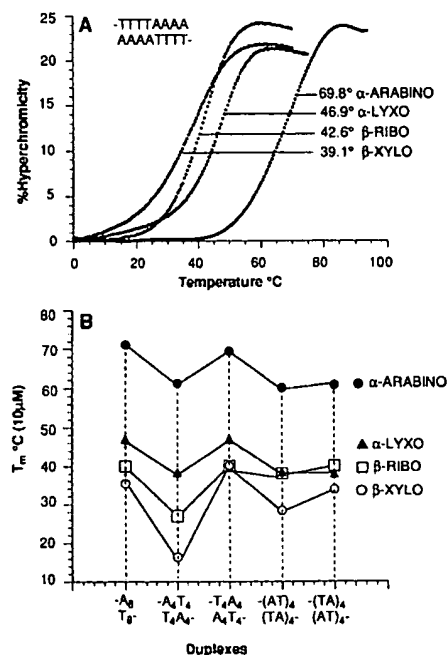 A
-TTTTAAAA
AAAATTTT-
%Hyperchromicity
25
20
15
10
5
0
69.8° α-ARABINO
46.9° α-LYXO
42.6° β-RIBO
39.1° β-XYLO
0 20 40 60 80 100
Temperature °C
B
Tm °C (10μM)
80
70
60
50
40
30
20
10
α-ARABINO
α-LYXO
β-RIBO
β-XYLO
-A8 -A4T4 -T4A4 -(AT)4 -(TA)4
T8- T4A4- A4T4- (TA)4- (AT)4-
Duplexes